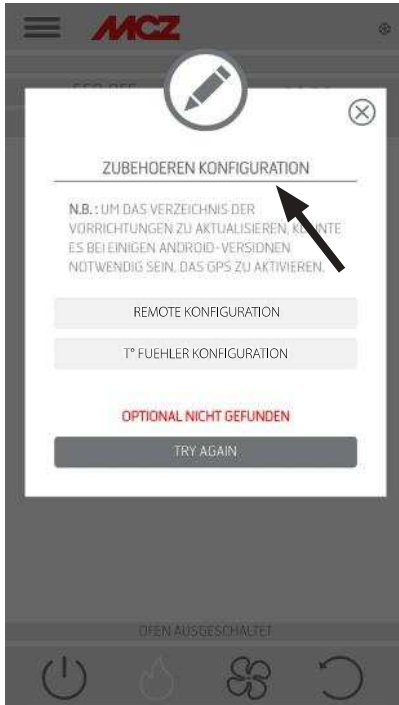 MCZ
ZUBEHOEREN KONFIGURATION
N.B. : UM DAS VERZEICHNIS DER
VORRICHTUNGEN ZU AKTUALISIEREN, KÖNNTE
ES BEI EINIGEN ANDROID-VERSIONEN
NOTWENDIG SEIN, DAS GPS ZU AKTIVIEREN.
REMOTE KONFIGURATION
T° FUEHLER KONFIGURATION
OPTIONAL NICHT GEFUNDEN
TRY AGAIN
OFEN AUSGESCHALTET